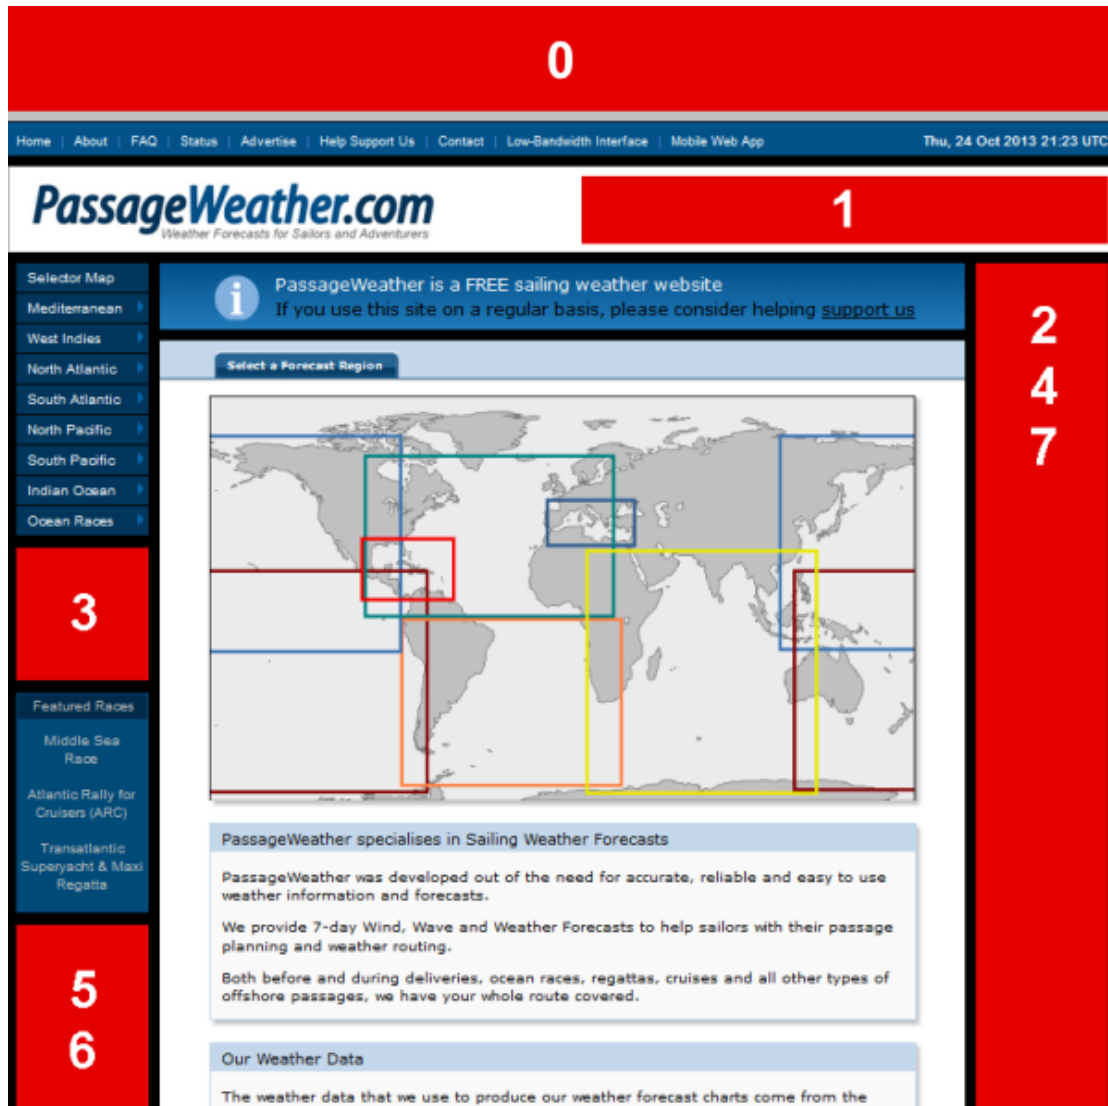 0
Home | About | FAQ | Status | Advertise | Help Support Us | Contact | Low-Bandwidth Interface | Mobile Web App
Thu, 24 Oct 2013 21:23 UTC
PassageWeather.com
Weather Forecasts for Sailors and Adventurers
1
Selector Map
Mediterranean
West Indies
North Atlantic
South Atlantic
North Pacific
South Pacific
Indian Ocean
Ocean Races
3
Featured Races
Middle Sea
Race
Atlantic Rally for
Cruisers (ARC)
Transatlantic
Superyacht & Maxi
Regatta
5
6
i
PassageWeather is a FREE sailing weather website
If you use this site on a regular basis, please consider helping support us
Select a Forecast Region
PassageWeather specialises in Sailing Weather Forecasts
PassageWeather was developed out of the need for accurate, reliable and easy to use
weather information and forecasts.
We provide 7-day Wind, Wave and Weather Forecasts to help sailors with their passage
planning and weather routing.
Both before and during deliveries, ocean races, regattas, cruises and all other types of
offshore passages, we have your whole route covered.
Our Weather Data
The weather data that we use to produce our weather forecast charts come from the
2
4
7